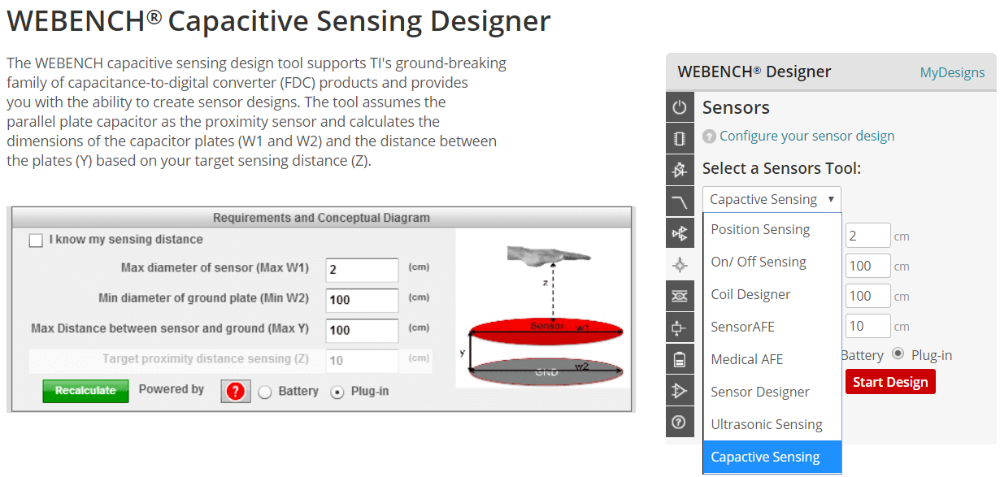 WEBENCH® Capacitive Sensing Designer
The WEBENCH capacitive sensing design tool supports TI's ground-breaking
family of capacitance-to-digital converter (FDC) products and provides
you with the ability to create sensor designs. The tool assumes the
parallel plate capacitor as the proximity sensor and calculates the
dimensions of the capacitor plates (W1 and W2) and the distance between
the plates (Y) based on your target sensing distance (Z).
Requirements and Conceptual Diagram
I know my sensing distance
Max diameter of sensor (Max W1) 2 (cm)
Min diameter of ground plate (Min W2) 100 (cm)
Max Distance between sensor and ground (Max Y) 100 (cm)
Target proximity distance sensing (Z) 10 (cm)
Recalculate Powered by ? Battery Plug-in
z
Sensor w1
y
GND w2
WEBENCH® Designer MyDesigns
Sensors
? Configure your sensor design
Select a Sensors Tool:
Capactive Sensing ▼
Position Sensing
On/ Off Sensing
Coil Designer
SensorAFE
Medical AFE
Sensor Designer
Ultrasonic Sensing
Capactive Sensing
2 cm
100 cm
100 cm
10 cm
Battery Plug-in
Start Design
?